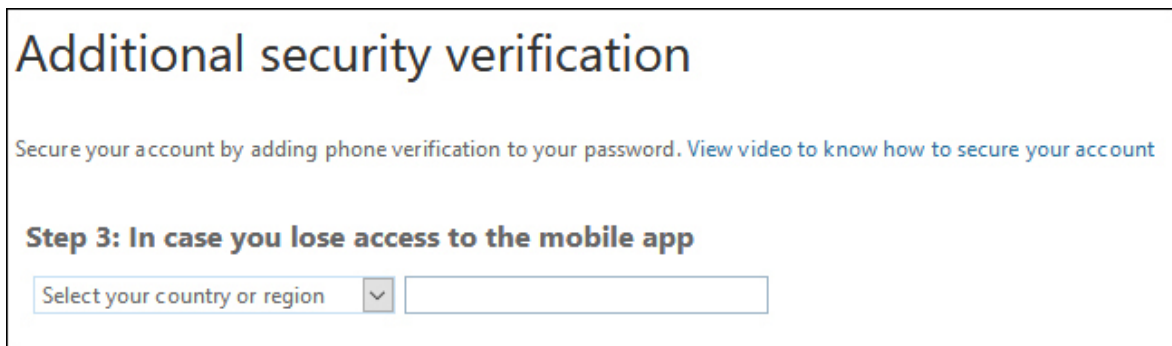 Additional security verification
Secure your account by adding phone verification to your password. View video to know how to secure your account
Step 3: In case you lose access to the mobile app
Select your country or region